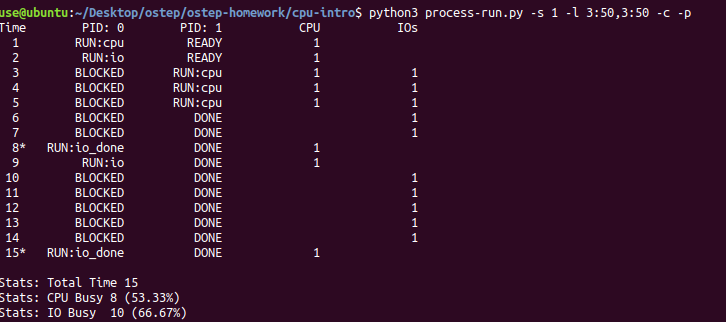 use@ubuntu:~/Desktop/ostep/ostep-homework/cpu-intro$ python3 process-run.py -s 1 -l 3:50,3:50 -c -p
Time PID: 0 PID: 1 CPU IOs
1 RUN:cpu READY 1
2 RUN:io READY 1
3 BLOCKED RUN:cpu 1 1
4 BLOCKED RUN:cpu 1 1
5 BLOCKED RUN:cpu 1 1
6 BLOCKED DONE 1
7 BLOCKED DONE 1
8* RUN:io_done DONE 1
9 RUN:io DONE 1
10 BLOCKED DONE 1
11 BLOCKED DONE 1
12 BLOCKED DONE 1
13 BLOCKED DONE 1
14 BLOCKED DONE 1
15* RUN:io_done DONE 1
Stats: Total Time 15
Stats: CPU Busy 8 (53.33%)
Stats: IO Busy 10 (66.67%)